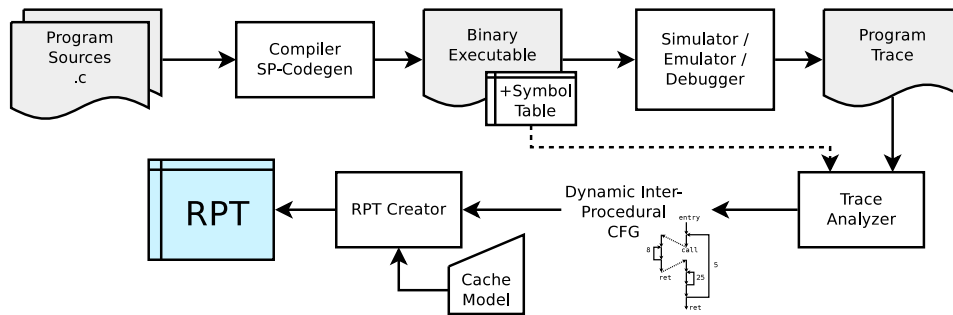 Program
Sources
.c
Compiler
SP-Codegen
Binary
Executable
+Symbol
Table
Simulator /
Emulator /
Debugger
Program
Trace
Trace
Analyzer
Dynamic Inter-
Procedural
CFG
entry
8
call
5
ret
25
ret
RPT Creator
Cache
Model
RPT